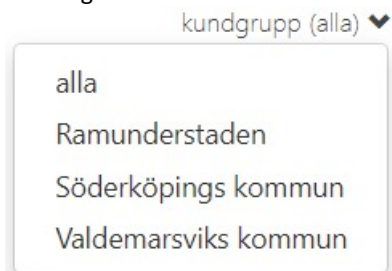 kundgrupp (alla)
alla
Ramunderstaden
Söderköpings kommun
Valdemarsviks kommun